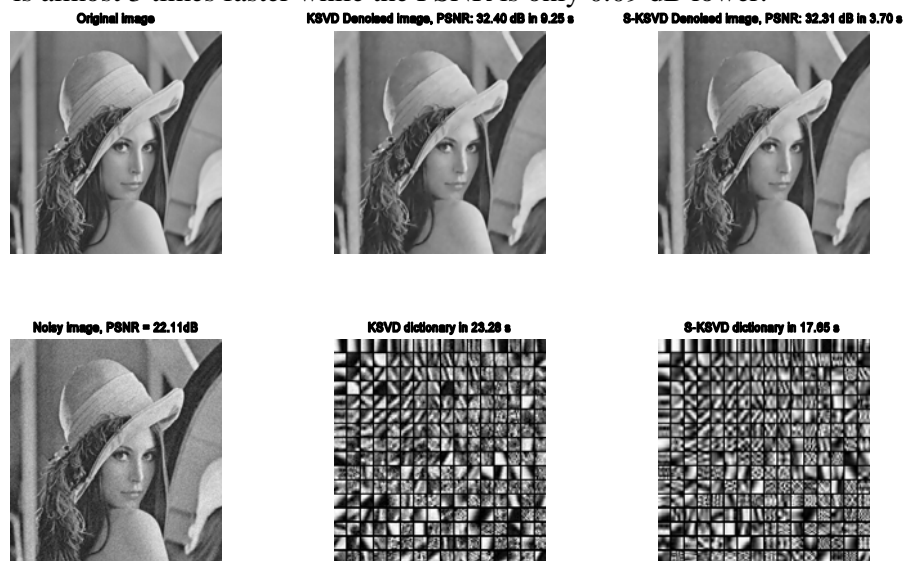 is almost 3 times faster while the PSNR is only 0.09 dB lower.
Original Image
KSVD Denoised Image, PSNR: 32.40 dB in 9.25 s
S-KSVD Denoised Image, PSNR: 32.31 dB in 3.70 s
Noisy Image, PSNR = 22.11dB
KSVD dictionary in 23.28 s
S-KSVD dictionary in 17.65 s